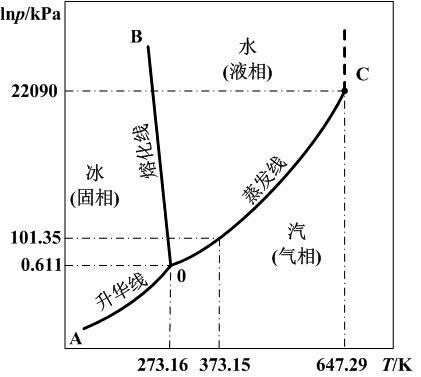 lnp/kPa
B
水
(液相)
C
22090
熔化线
蒸发线
冰
(固相)
汽
(气相)
101.35
0.611
0
升华线
A
273.16 373.15 647.29 T/K